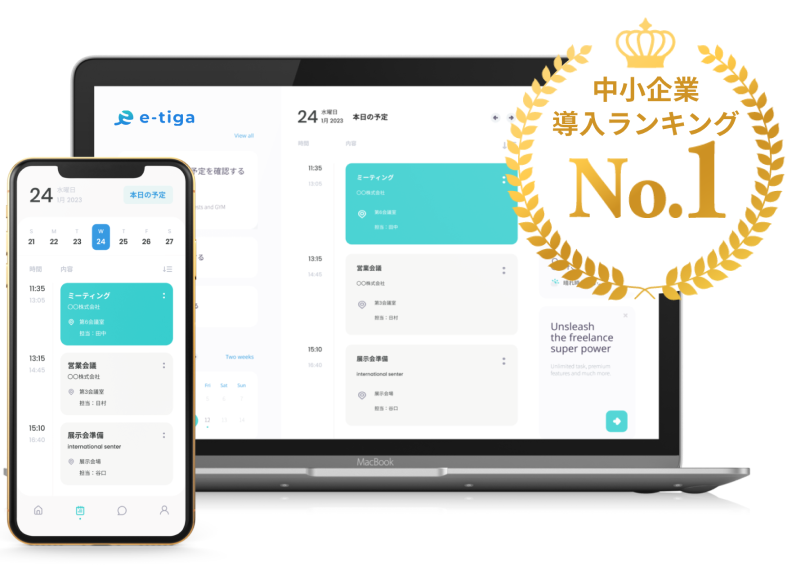 中小企業
導入ランキング
No.1
e-tiga
View all
予定を確認する
Two weeks
Fri Sat Sun
22
24 水曜日
1月 2023
本日の予定
時間 内容
11:35 ミーティング
13:05 〇〇株式会社
第5会議室
担当：田中
13:15 営業会議
14:45 〇〇株式会社
第3会議室
担当：日村
15:10 展示会準備
16:40 International senter
展示会場
担当：谷口
Unsleash
the freelance
super power
Unlimited task, premium
features and much more.
MacBook
24 水曜日
1月 2023
本日の予定
S M T W T F S
21 22 23 24 25 26 27
時間 内容
11:35 ミーティング
13:05 〇〇株式会社
第5会議室
担当：田中
13:15 営業会議
14:45 〇〇株式会社
第3会議室
担当：日村
15:10 展示会準備
16:40 International senter
展示会場
担当：谷口